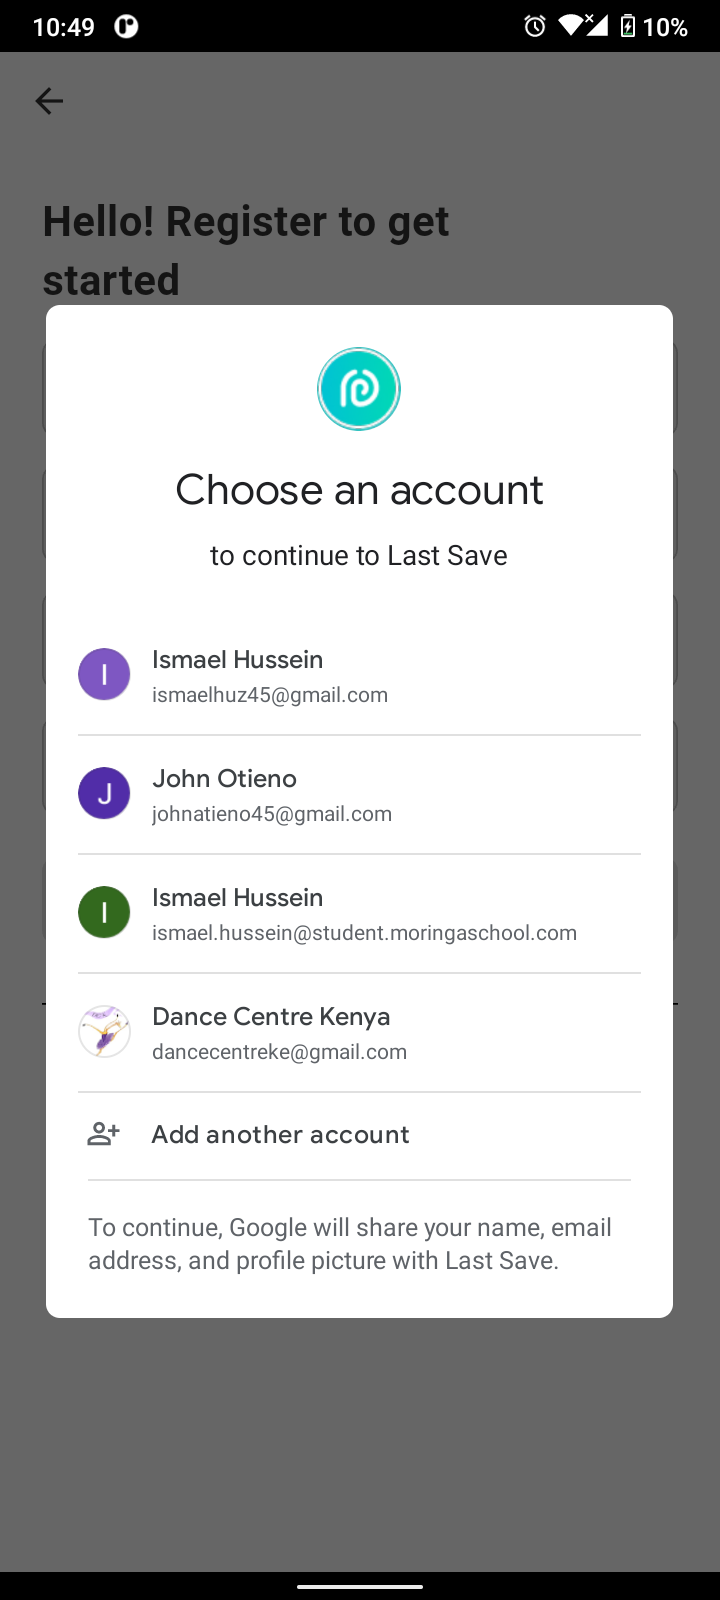 10:49
10%
Hello! Register to get
started
Choose an account
to continue to Last Save
I
Ismael Hussein
ismaelhuz45@gmail.com
J
John Otieno
johnatieno45@gmail.com
I
Ismael Hussein
ismael.hussein@student.moringaschool.com
Dance Centre Kenya
dancecentreke@gmail.com
Add another account
To continue, Google will share your name, email
address, and profile picture with Last Save.